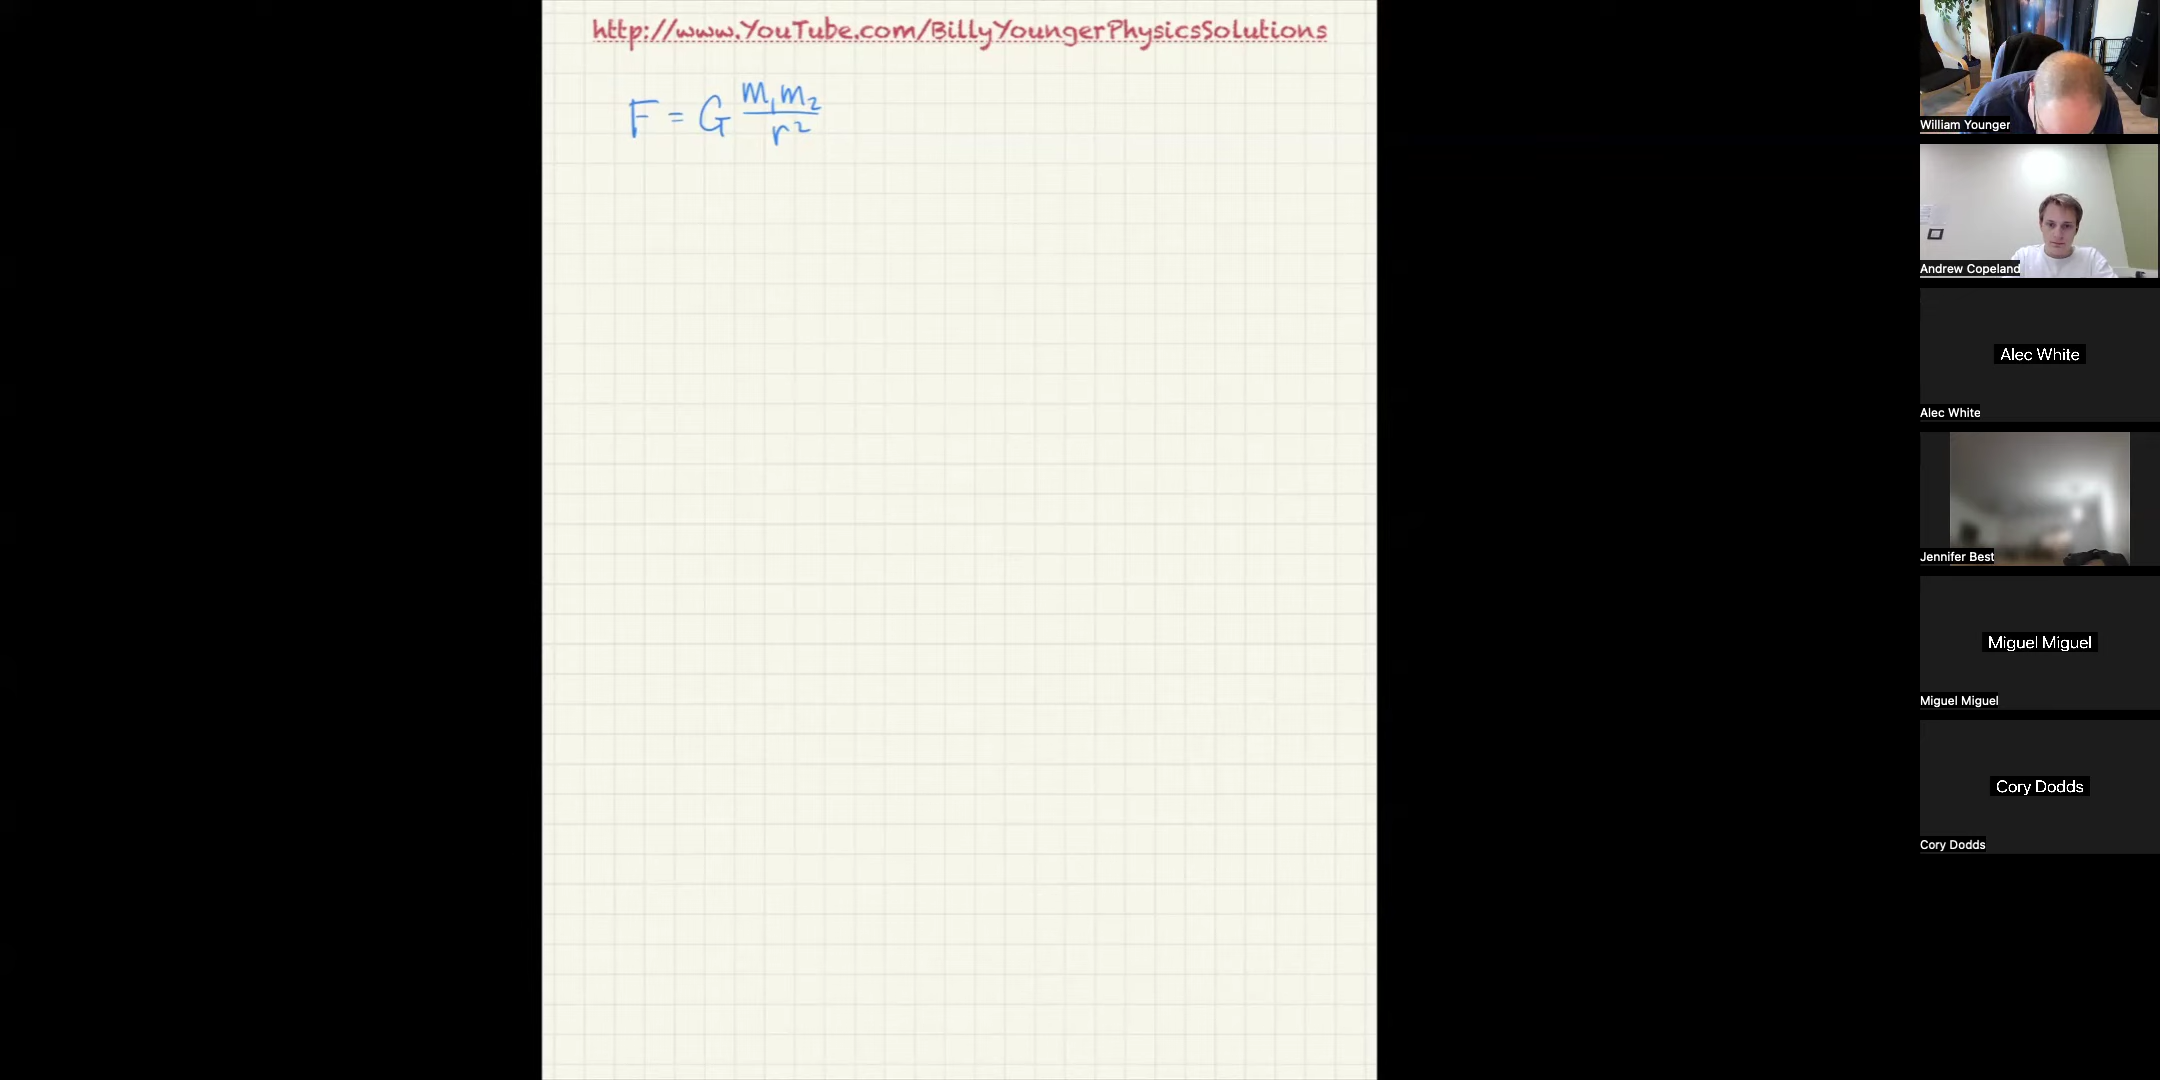 http://www.YouTube.com/BillyYoungerPhysicsSolutions
F = G m₁m₂/r²
William Younger
Andrew Copeland
Alec White
Alec White
Jennifer Best
Miguel Miguel
Miguel Miguel
Cory Dodds
Cory Dodds